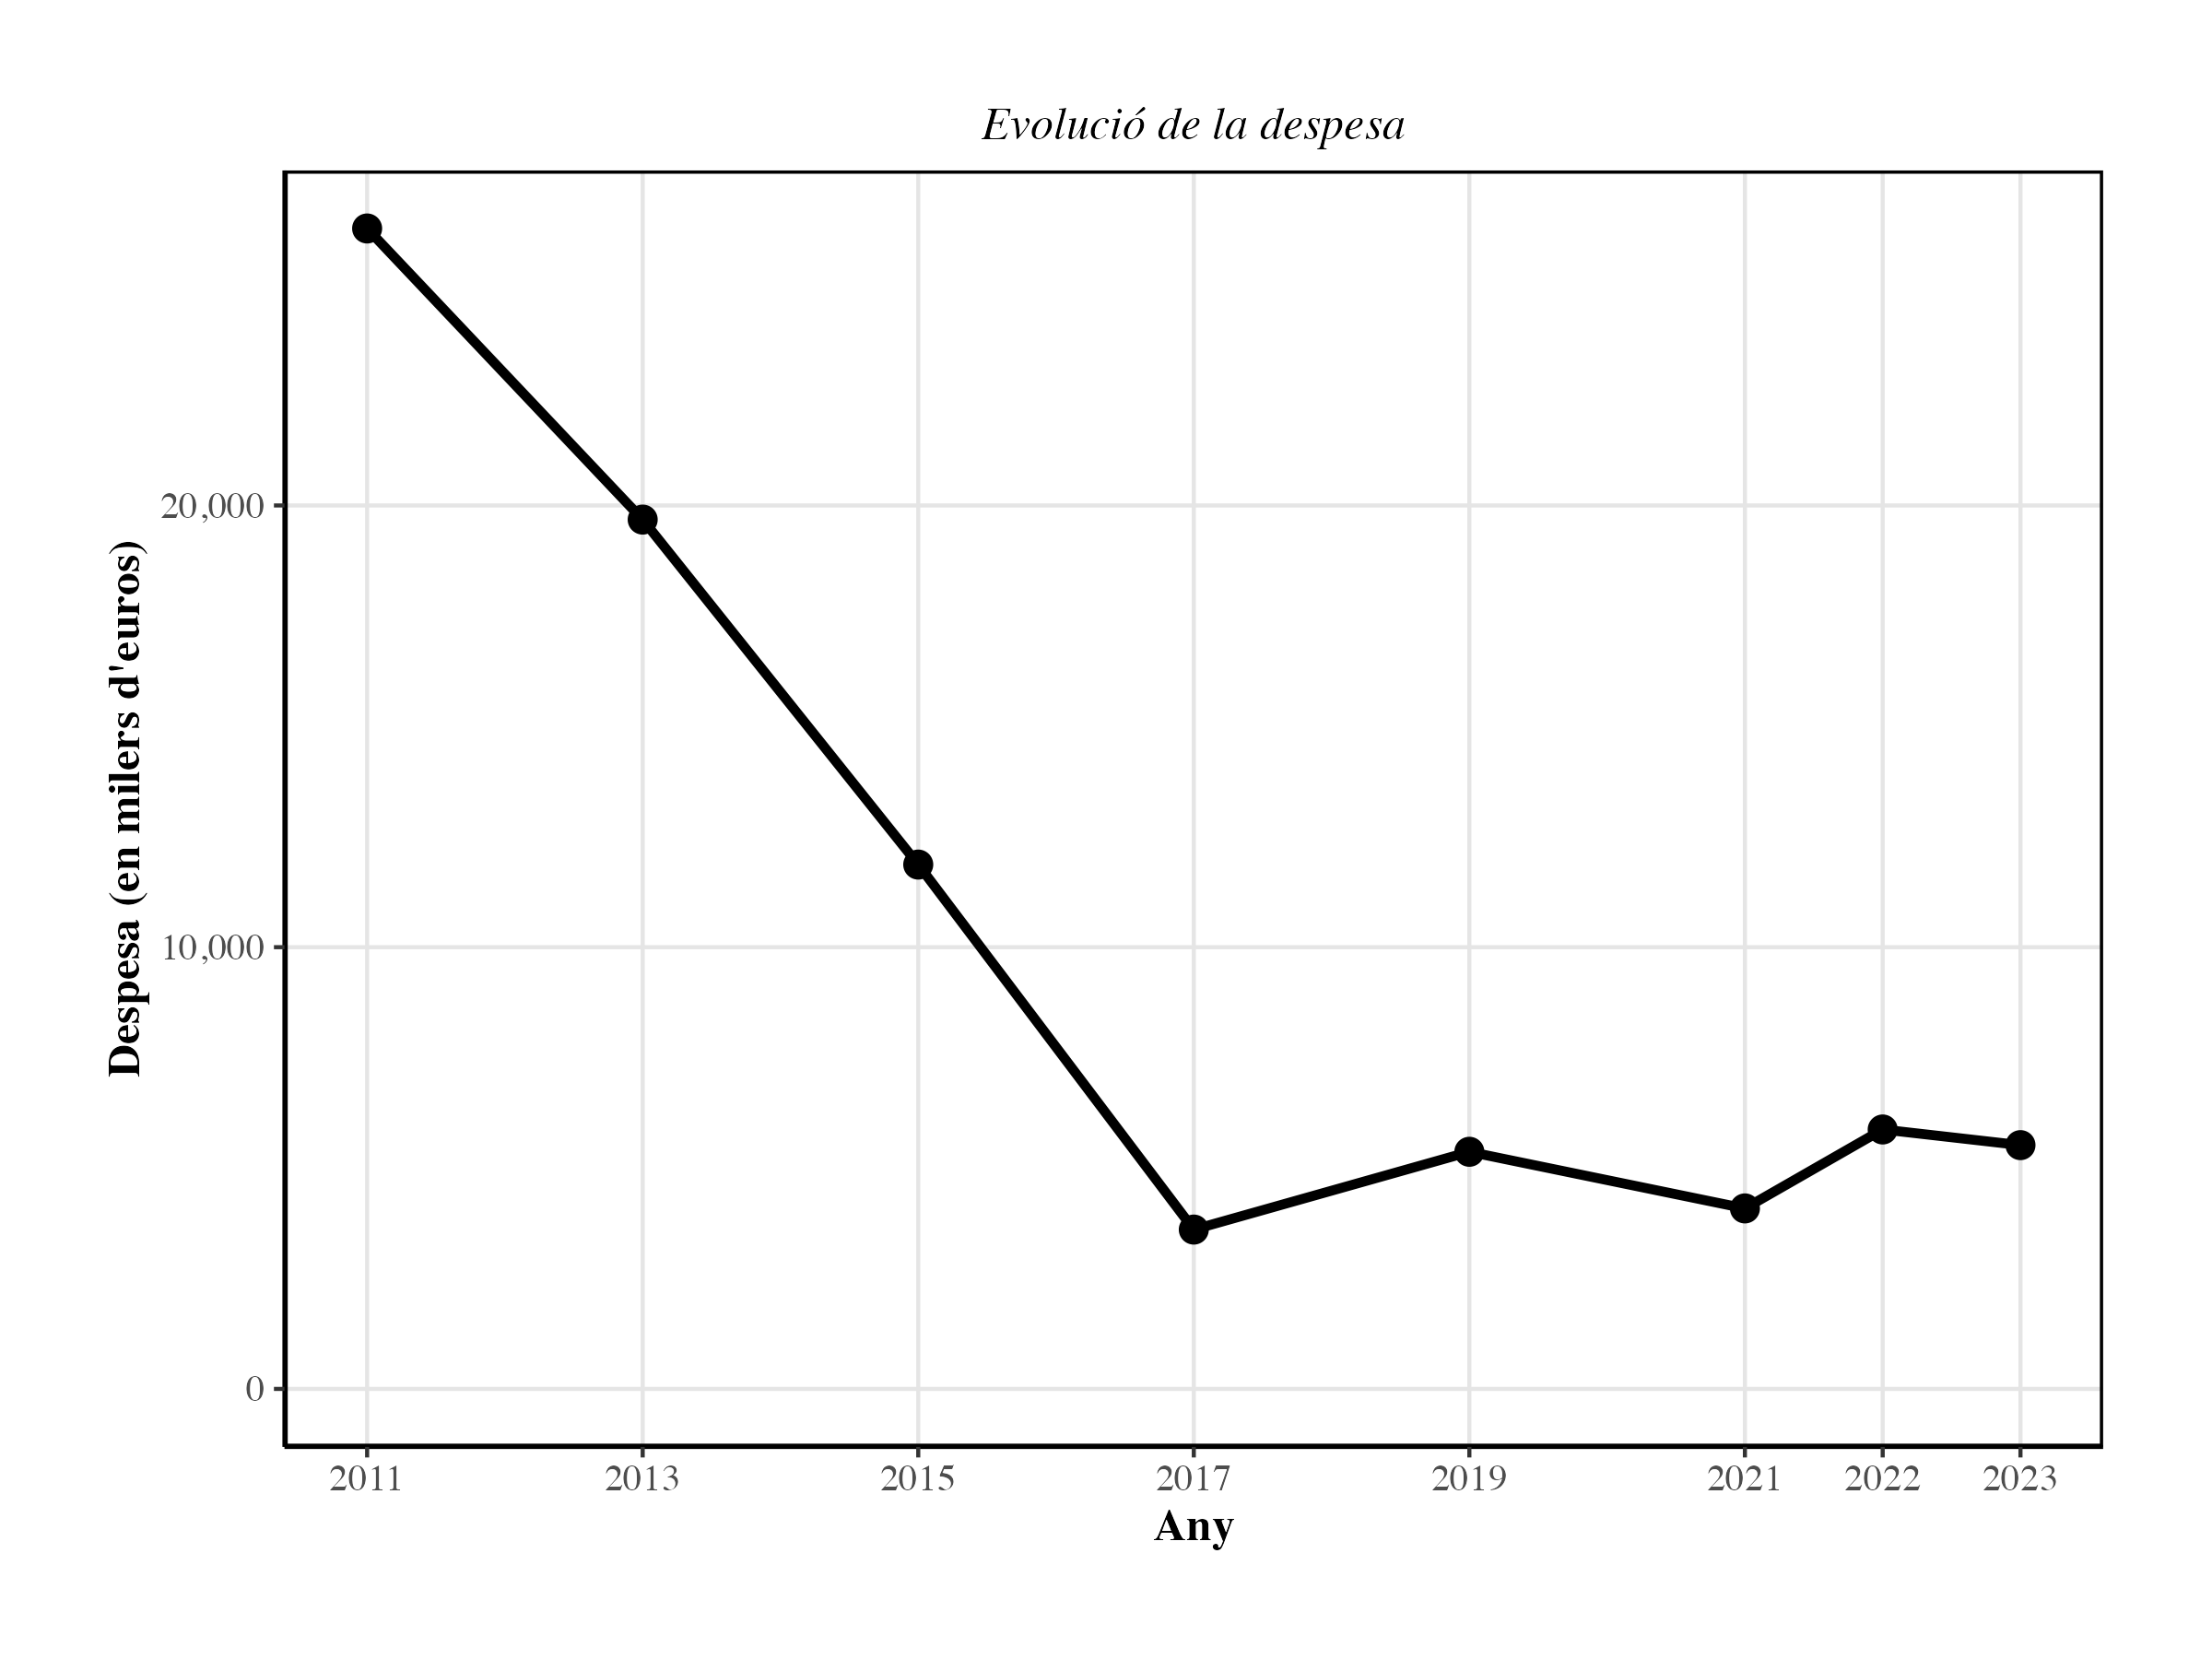 Evolució de la despesa
Despesa (en milers d'euros)
20,000
10,000
0
2011 2013 2015 2017 2019 2021 2022 2023
Any